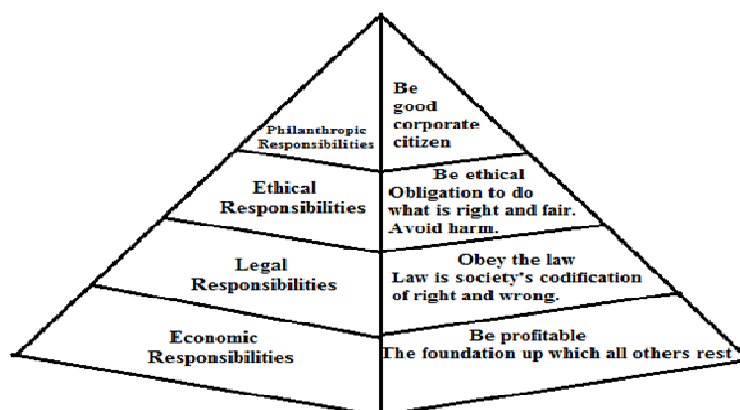 Be
good
corporate
citizen
Philanthropic
Responsibilities
Be ethical
Obligation to do
what is right and fair.
Avoid harm.
Ethical
Responsibilities
Obey the law
Law is society's codification
of right and wrong.
Legal
Responsibilities
Be profitable
The foundation up which all others rest
Economic
Responsibilities